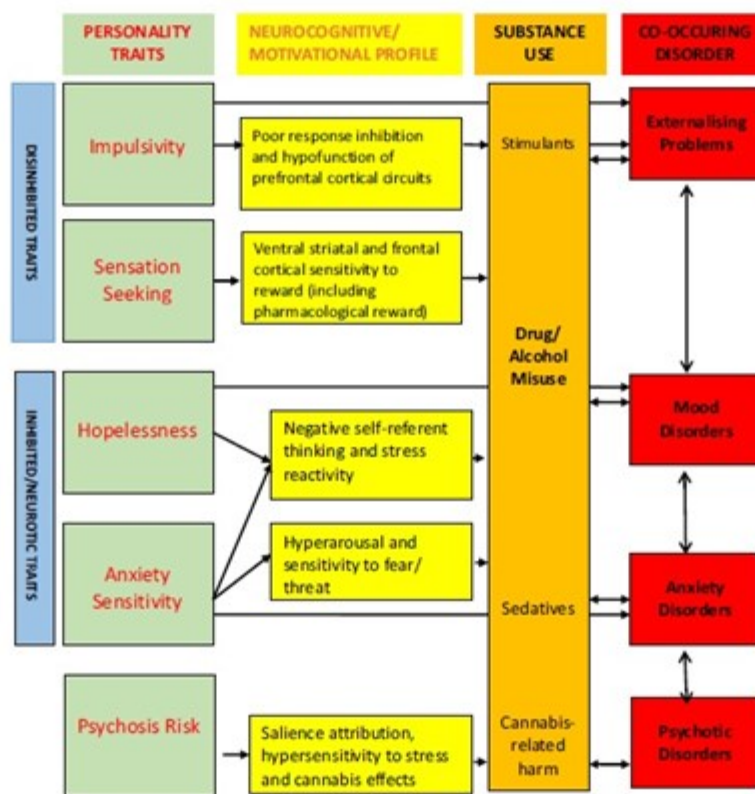 PERSONALITY
TRAITS
NEUROCOGNITIVE/
MOTIVATIONAL PROFILE
SUBSTANCE
USE
CO-OCCURING
DISORDER
DISINHIBITED TRAITS
Impulsivity
Poor response inhibition
and hypofunction of
prefrontal cortical circuits
Stimulants
Externalising
Problems
Sensation
Seeking
Ventral striatal and frontal
cortical sensitivity to
reward (including
pharmacological reward)
Drug/
Alcohol
Misuse
INHIBITED/NEUROTIC TRAITS
Hopelessness
Negative self-referent
thinking and stress
reactivity
Mood
Disorders
Anxiety
Sensitivity
Hyperarousal and
sensitivity to fear/
threat
Sedatives
Anxiety
Disorders
Psychosis Risk
Salience attribution,
hypersensitivity to stress
and cannabis effects
Cannabis-
related
harm
Psychotic
Disorders